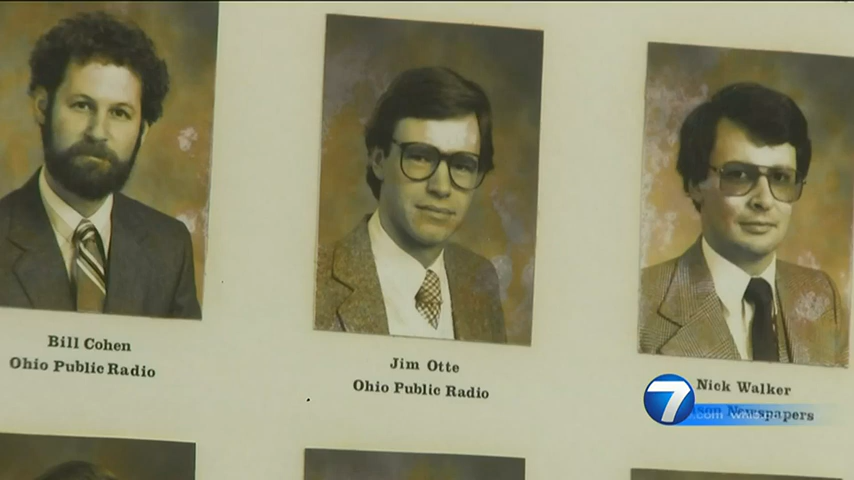 Bill Cohen
Ohio Public Radio
Jim Otte
Ohio Public Radio
Nick Walker
Newspapers
7